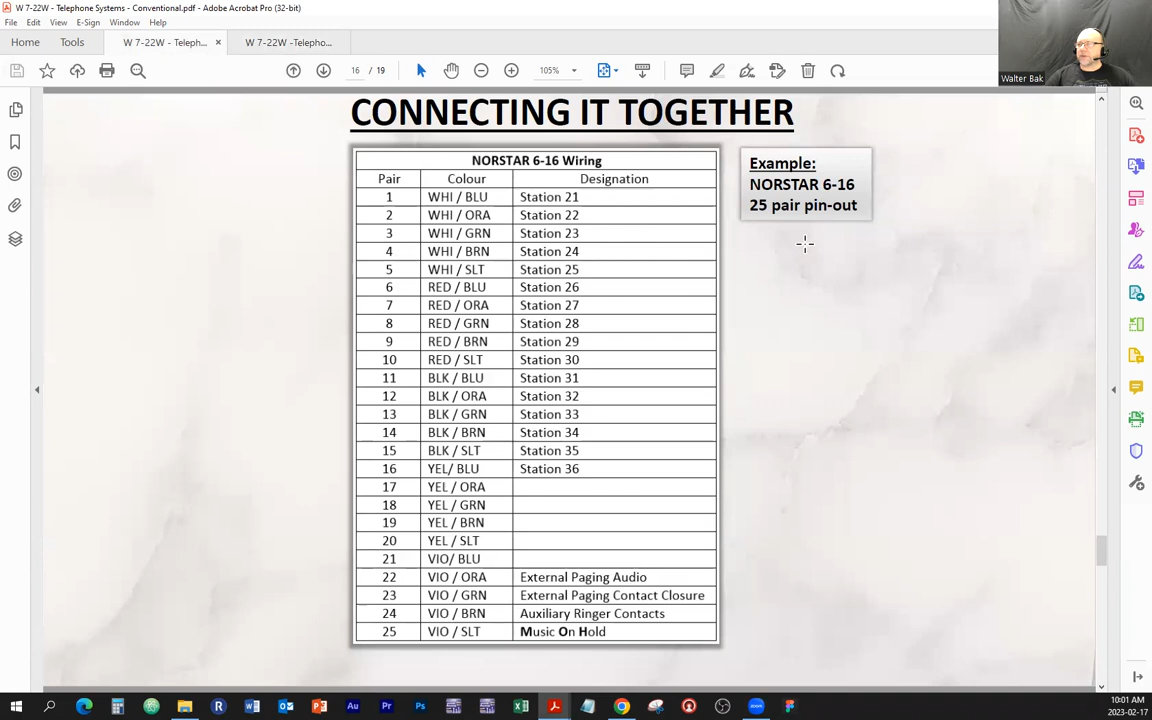 W 7-22W - Telephone Systems - Conventional.pdf - Adobe Acrobat Pro (32-bit)
File Edit View E-Sign Window Help
Home Tools W 7-22W - Teleph... × W 7-22W -Telepho...
16 / 19 105%
Walter Bak
CONNECTING IT TOGETHER
NORSTAR 6-16 Wiring
Pair Colour Designation
1 WHI / BLU Station 21
2 WHI / ORA Station 22
3 WHI / GRN Station 23
4 WHI / BRN Station 24
5 WHI / SLT Station 25
6 RED / BLU Station 26
7 RED / ORA Station 27
8 RED / GRN Station 28
9 RED / BRN Station 29
10 RED / SLT Station 30
11 BLK / BLU Station 31
12 BLK / ORA Station 32
13 BLK / GRN Station 33
14 BLK / BRN Station 34
15 BLK / SLT Station 35
16 YEL/ BLU Station 36
17 YEL / ORA
18 YEL / GRN
19 YEL / BRN
20 YEL / SLT
21 VIO/ BLU
22 VIO / ORA External Paging Audio
23 VIO / GRN External Paging Contact Closure
24 VIO / BRN Auxiliary Ringer Contacts
25 VIO / SLT Music On Hold
Example:
NORSTAR 6-16
25 pair pin-out
10:01 AM
2023-02-17